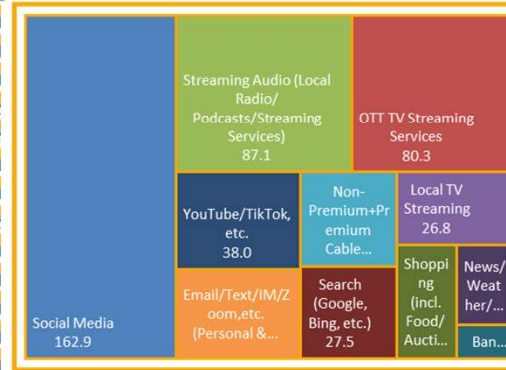 Streaming Audio (Local
Radio/
Podcasts/Streaming
Services)
87.1
OTT TV Streaming
Services
80.3
Social Media
162.9
YouTube/TikTok,
etc.
38.0
Non-
Premium+Pr
emium
Cable...
Local TV
Streaming
26.8
Email/Text/IM/Z
oom,etc.
(Personal &...
Search
(Google,
Bing, etc.)
27.5
Shoppi
ng
(incl.
Food/
Aucti...
News/
Weat
her/...
Ban...